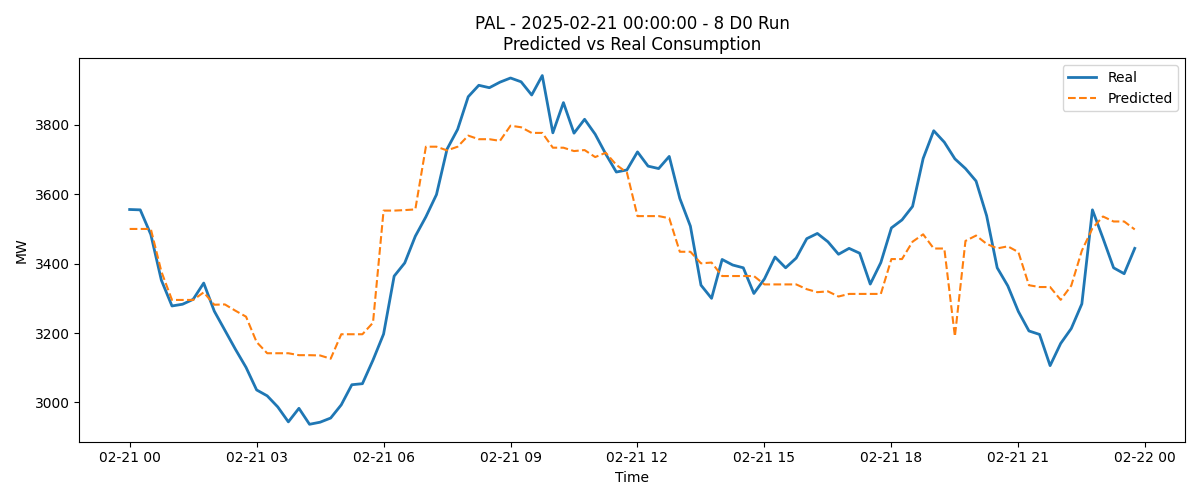 PAL - 2025-02-21 00:00:00 - 8 D0 Run
Predicted vs Real Consumption
Real
Predicted
MW
3800
3600
3400
3200
3000
02-21 00
02-21 03
02-21 06
02-21 09
02-21 12
02-21 15
02-21 18
02-21 21
02-22 00
Time